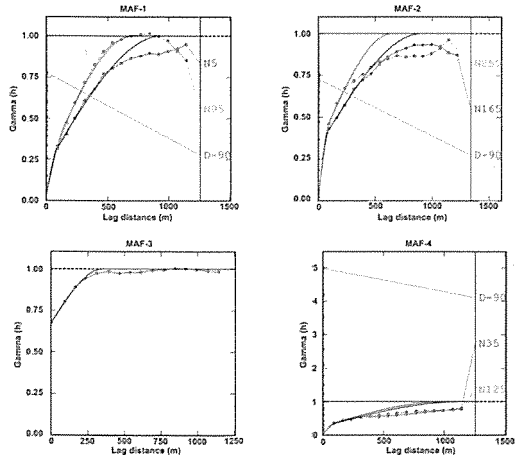 MAF-1
1.00
0.75
0.50
0.25
0.00
Gamma (h)
0
500
1000
1500
Lag distance (m)
N5
N95
D-90
MAF-2
1.00
0.75
0.50
0.25
0.00
Gamma (h)
0
500
1000
1500
Lag distance (m)
N255
N165
D-90
MAF-3
1.00
0.75
0.50
0.25
0.00
Gamma (h)
0
250
500
750
1000
1250
Lag distance (m)
MAF-4
5
4
3
2
1
0
Gamma (h)
0
500
1000
1500
Lag distance (m)
D-90
N35
N125